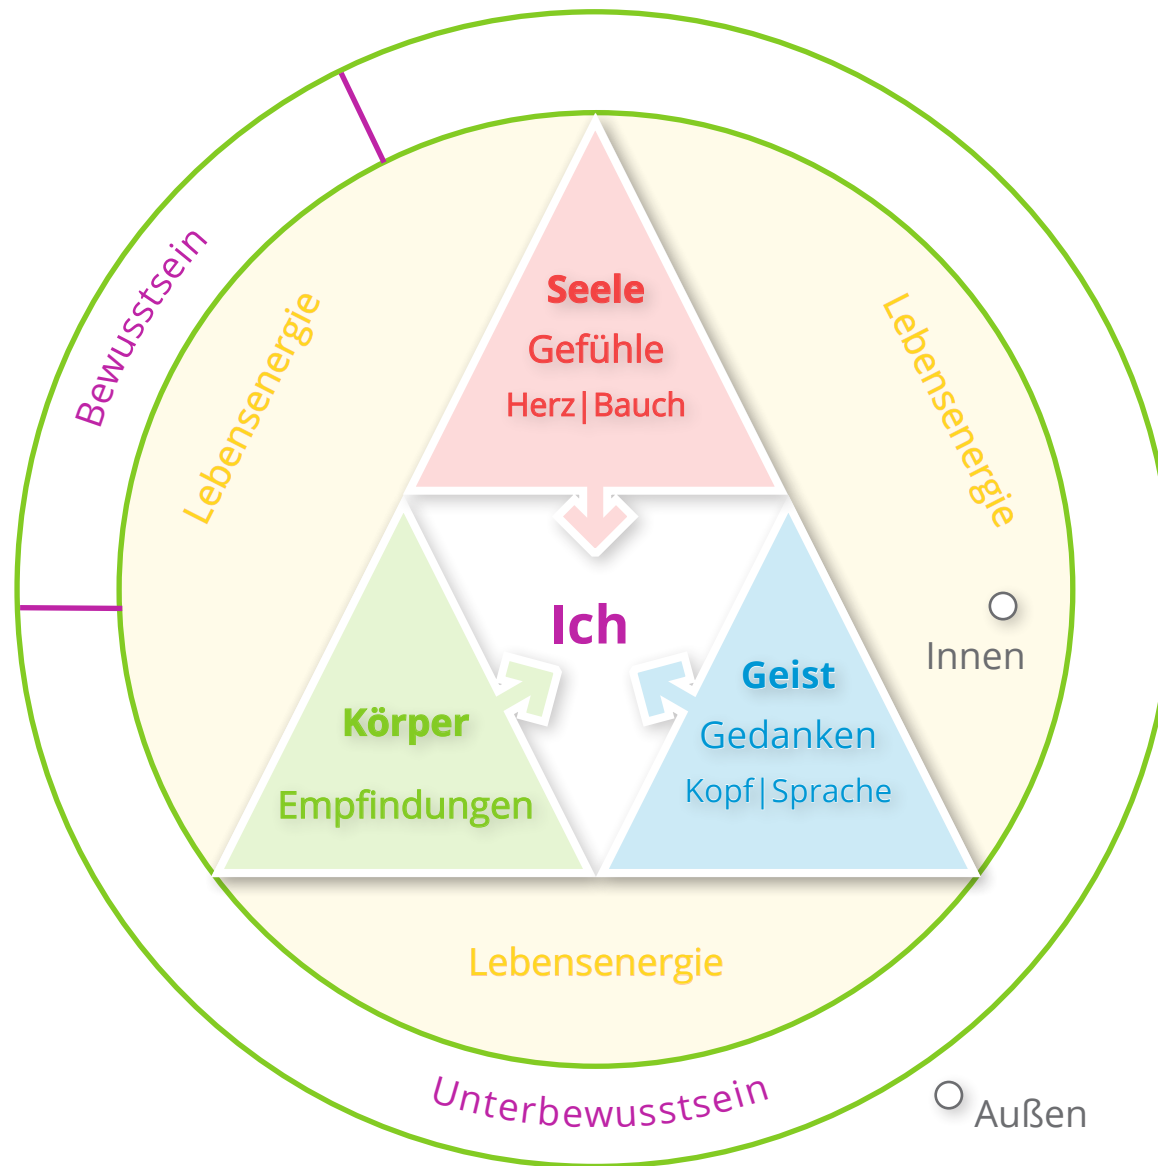 Bewusstsein
Lebensenergie
Lebensenergie
Seele
Gefühle
Herz|Bauch
Ich
Innen
Körper
Empfindungen
Geist
Gedanken
Kopf|Sprache
Lebensenergie
Unterbewusstsein
Außen